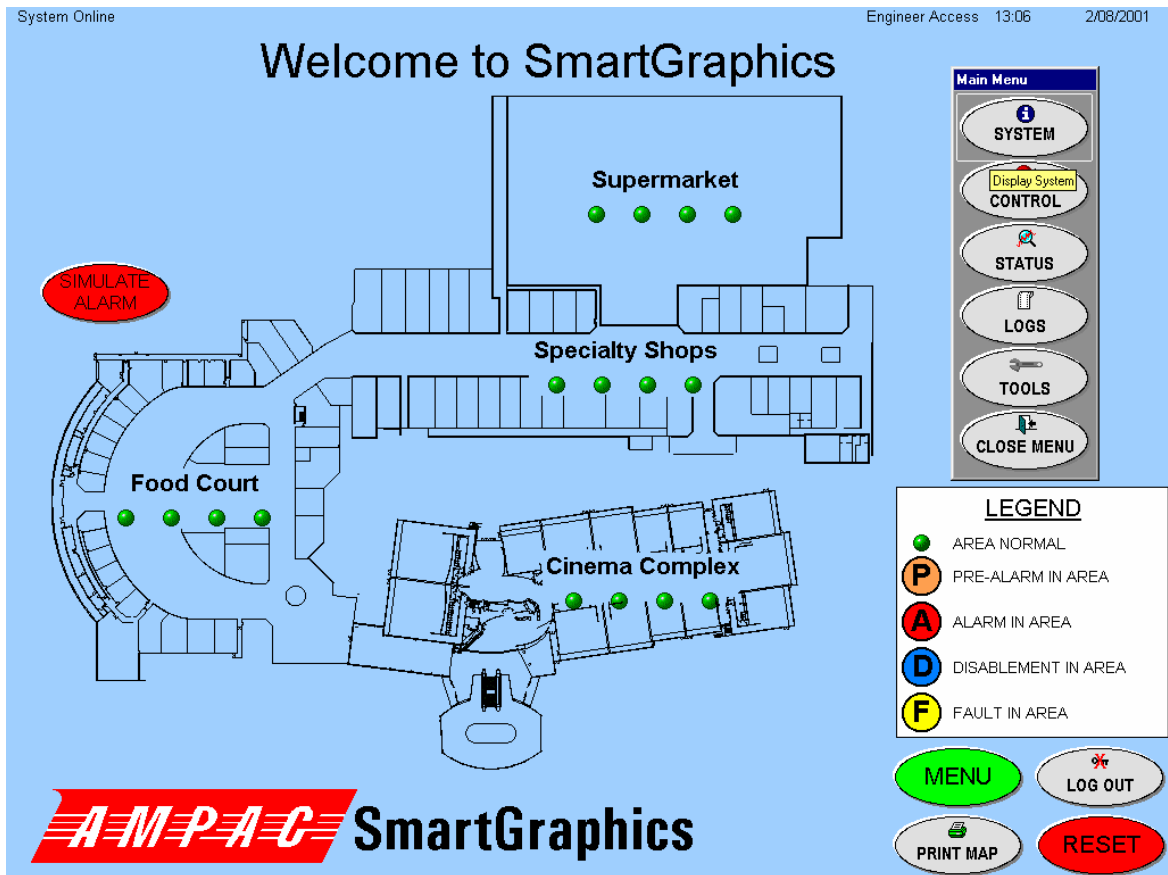 System Online
Engineer Access 13:06 2/08/2001
Welcome to SmartGraphics
Main Menu
SYSTEM
Display System
CONTROL
STATUS
LOGS
TOOLS
CLOSE MENU
Supermarket
SIMULATE
ALARM
Specialty Shops
Food Court
Cinema Complex
LEGEND
AREA NORMAL
P PRE-ALARM IN AREA
A ALARM IN AREA
D DISABLEMENT IN AREA
F FAULT IN AREA
MENU
LOG OUT
PRINT MAP
RESET
AMPAC SmartGraphics